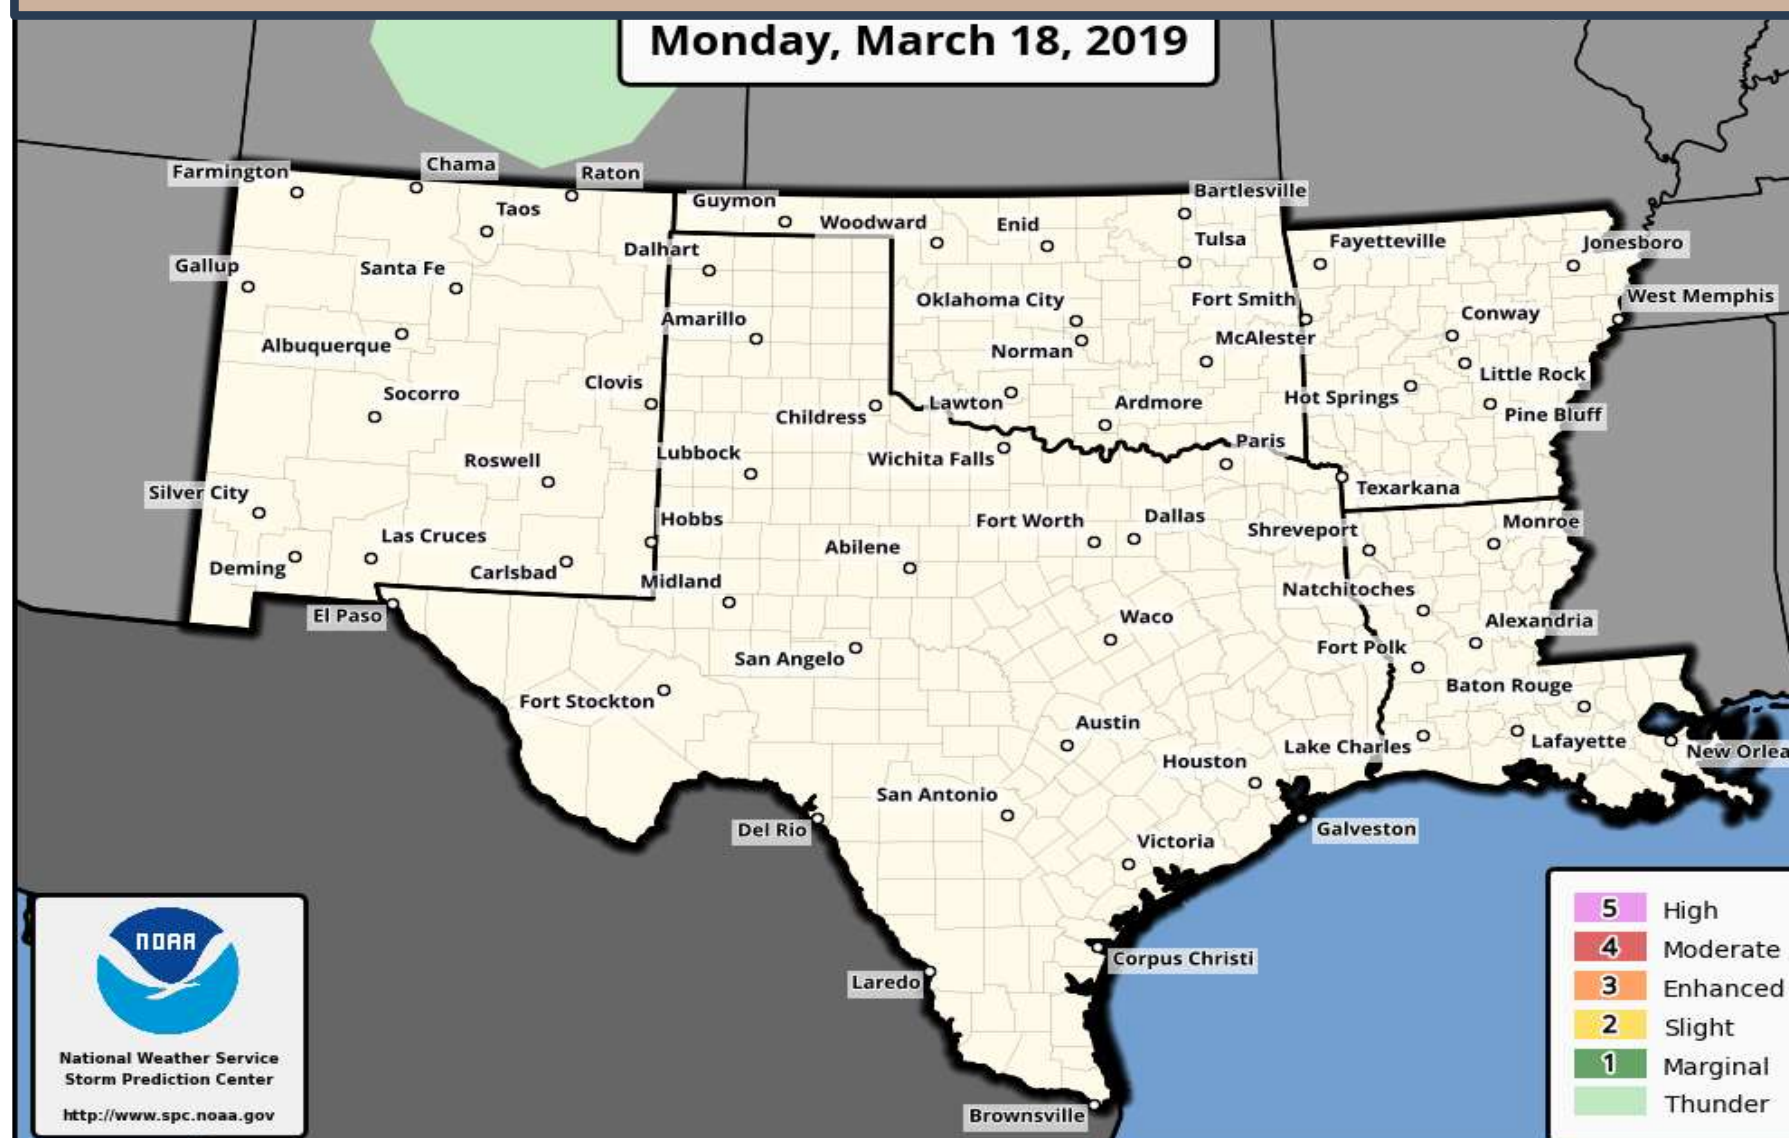 Monday, March 18, 2019
Farmington
Chama
Raton
Taos
Guymon
Woodward
Enid
Bartlesville
Tulsa
Fayetteville
Jonesboro
Gallup
Santa Fe
Dalhart
Oklahoma City
Fort Smith
West Memphis
Conway
Albuquerque
Amarillo
Norman
McAlester
Little Rock
Socorro
Clovis
Childress
Lawton
Ardmore
Hot Springs
Pine Bluff
Roswell
Lubbock
Wichita Falls
Paris
Texarkana
Silver City
Las Cruces
Hobbs
Abilene
Fort Worth
Dallas
Shreveport
Monroe
Deming
Carlsbad
Midland
Natchitoches
El Paso
Waco
Alexandria
San Angelo
Fort Polk
Fort Stockton
Baton Rouge
Austin
Lake Charles
Lafayette
New Orlea
Houston
San Antonio
Del Rio
Galveston
Victoria
Corpus Christi
Laredo
Brownsville
NOAA
National Weather Service
Storm Prediction Center
http://www.spc.noaa.gov
5 High
4 Moderate
3 Enhanced
2 Slight
1 Marginal
Thunder